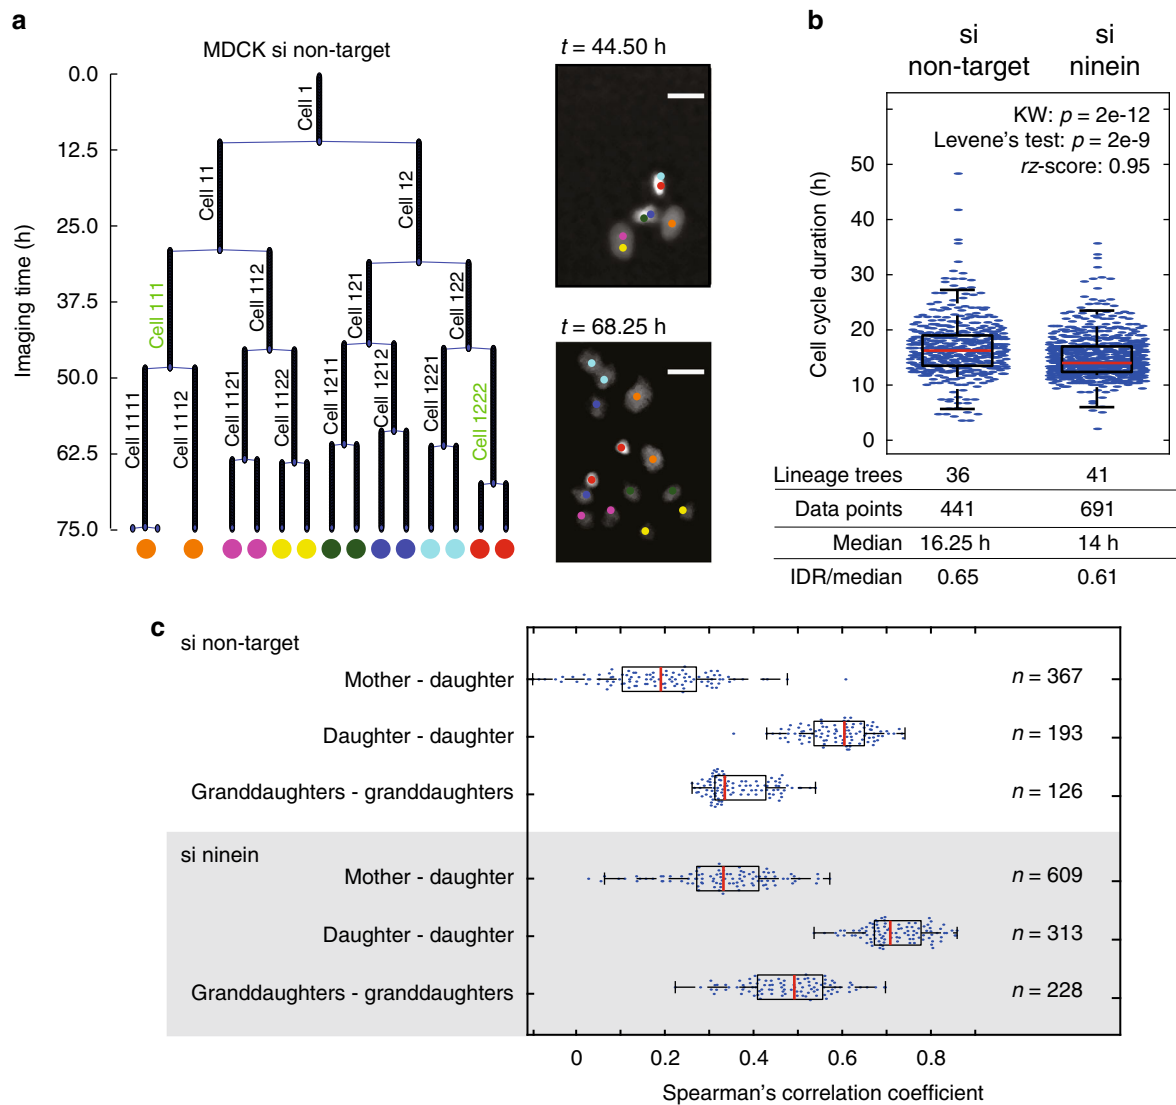 a
MDCK si non-target
Imaging time (h)
0.0
12.5
25.0
37.5
50.0
62.5
75.0
Cell 1
Cell 11
Cell 12
Cell 111
Cell 112
Cell 121
Cell 122
Cell 1111
Cell 1112
Cell 1121
Cell 1122
Cell 1211
Cell 1212
Cell 1221
Cell 1222
t = 44.50 h
t = 68.25 h
b
si non-target
si ninein
KW: p = 2e-12
Levene's test: p = 2e-9
rz-score: 0.95
Cell cycle duration (h)
50
40
30
20
10
0
Lineage trees 36 41
Data points 441 691
Median 16.25 h 14 h
IDR/median 0.65 0.61
c
si non-target
Mother - daughter n = 367
Daughter - daughter n = 193
Granddaughters - granddaughters n = 126
si ninein
Mother - daughter n = 609
Daughter - daughter n = 313
Granddaughters - granddaughters n = 228
0 0.2 0.4 0.6 0.8
Spearman's correlation coefficient